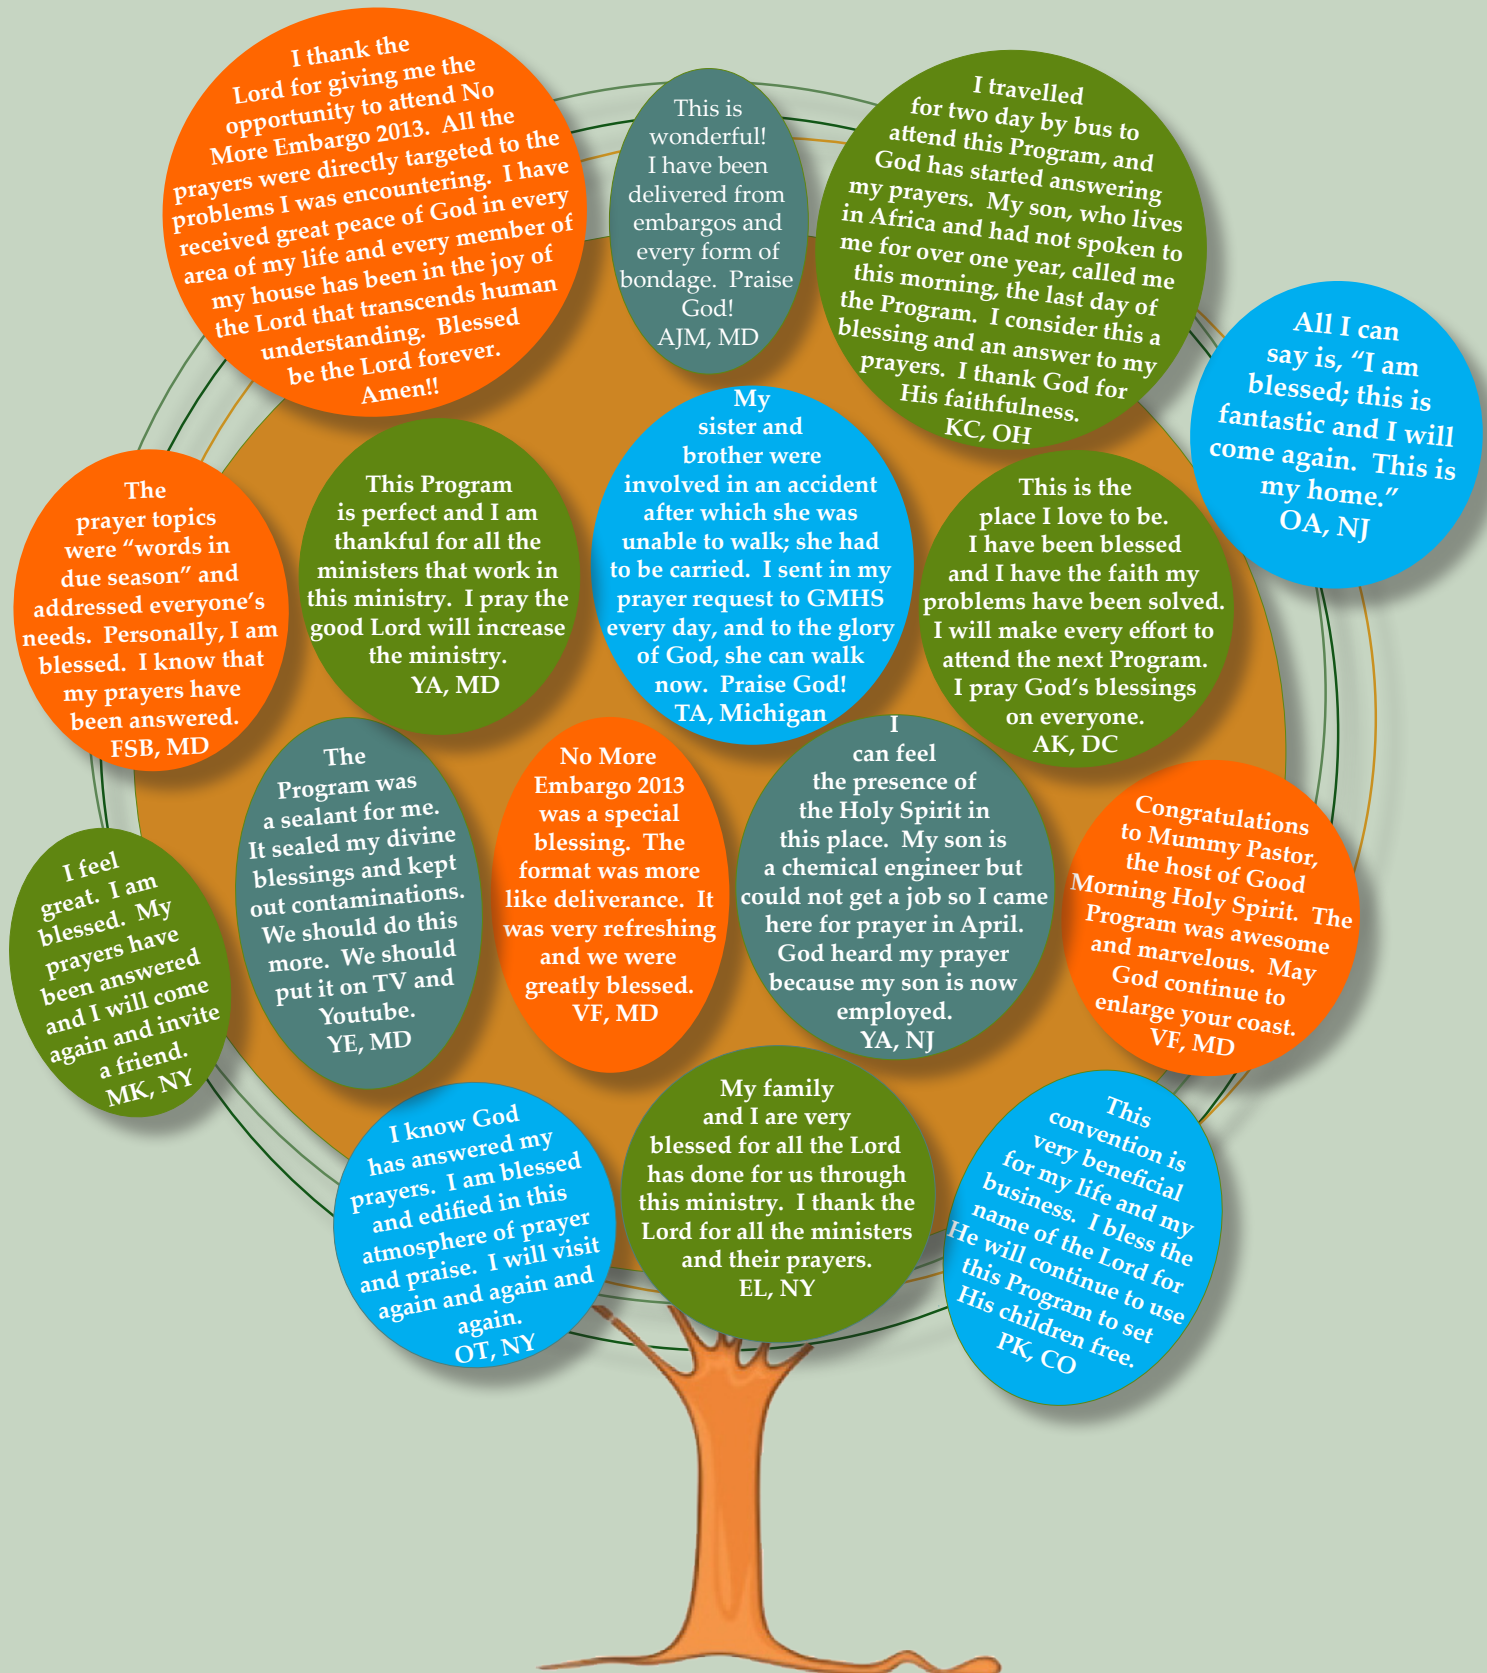 I thank the
Lord for giving me the
opportunity to attend No
More Embargo 2013.  All the
prayers were directly targeted to the
problems I was encountering.  I have
received great peace of God in every
area of my life and every member of
my house has been in the joy of
the Lord that transcends human
understanding.  Blessed
be the Lord forever.
Amen!!
This is
wonderful!
I have been
delivered from
embargos and
every form of
bondage.  Praise
God!
AJM, MD
I travelled
for two day by bus to
attend this Program, and
God has started answering
my prayers.  My son, who lives
in Africa and had not spoken to
me for over one year, called me
this morning, the last day of
the Program.  I consider this a
blessing and an answer to my
prayers.  I thank God for
His faithfulness.
KC, OH
All I can
say is, “I am
blessed; this is
fantastic and I will
come again.  This is
my home.”
OA, NJ
The
prayer topics
were “words in
due season” and
addressed everyone’s
needs.  Personally, I am
blessed.  I know that
my prayers have
been answered.
FSB, MD
This Program
is perfect and I am
thankful for all the
ministers that work in
this ministry.  I pray the
good Lord will increase
the ministry.
YA, MD
My
sister and
brother were
involved in an accident
after which she was
unable to walk; she had
to be carried.  I sent in my
prayer request to GMHS
every day, and to the glory
of God, she can walk
now.  Praise God!
TA, Michigan
This is the
place I love to be.
I have been blessed
and I have the faith my
problems have been solved.
I will make every effort to
attend the next Program.
I pray God’s blessings
on everyone.
AK, DC
I feel
great.  I am
blessed.  My
prayers have
been answered
and I will come
again and invite
a friend.
MK, NY
The
Program was
a sealant for me.
It sealed my divine
blessings and kept
out contaminations.
We should do this
more.  We should
put it on TV and
Youtube.
YE, MD
No More
Embargo 2013
was a special
blessing.  The
format was more
like deliverance.  It
was very refreshing
and we were
greatly blessed.
VF, MD
I
can feel
the presence of
the Holy Spirit in
this place.  My son is
a chemical engineer but
could not get a job so I came
here for prayer in April.
God heard my prayer
because my son is now
employed.
YA, NJ
Congratulations
to Mummy Pastor,
the host of Good
Morning Holy Spirit.  The
Program was awesome
and marvelous.  May
God continue to
enlarge your coast.
VF, MD
I know God
has answered my
prayers.  I am blessed
and edified in this
atmosphere of prayer
and praise.  I will visit
again and again and
again.
OT, NY
My family
and I are very
blessed for all the Lord
has done for us through
this ministry.  I thank the
Lord for all the ministers
and their prayers.
EL, NY
This
convention is
very beneficial
for my life and my
business.  I bless the
name of the Lord for
He will continue to use
this Program to set
His children free.
PK, CO